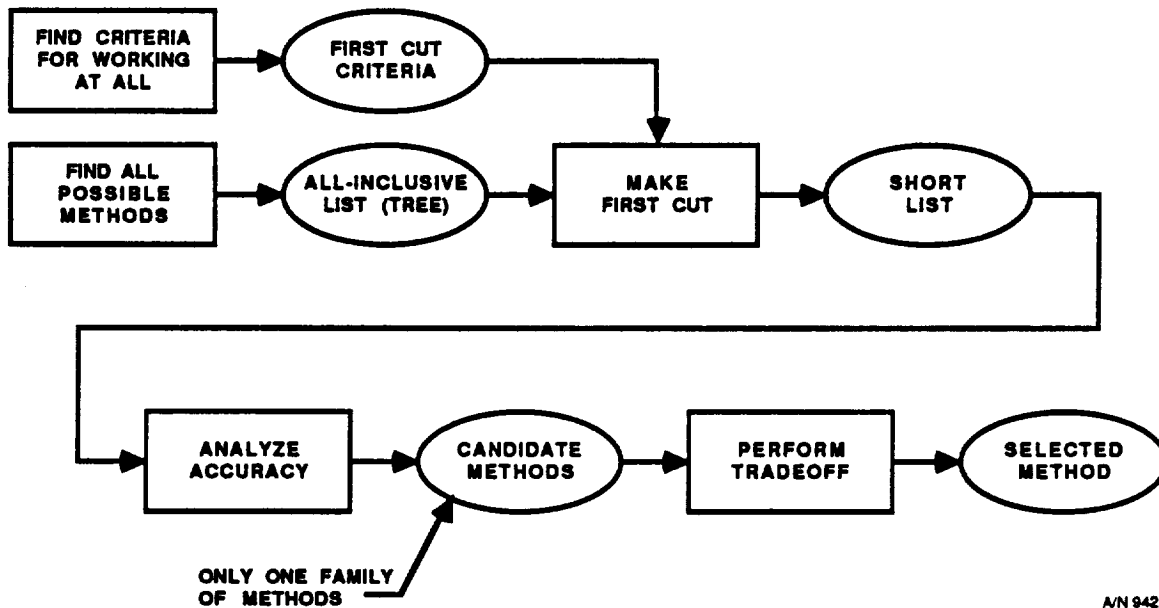 FIND CRITERIA
FOR WORKING
AT ALL
FIRST CUT
CRITERIA
FIND ALL
POSSIBLE
METHODS
ALL-INCLUSIVE
LIST (TREE)
MAKE
FIRST CUT
SHORT
LIST
ANALYZE
ACCURACY
CANDIDATE
METHODS
PERFORM
TRADEOFF
SELECTED
METHOD
ONLY ONE FAMILY
OF METHODS
A/N 942